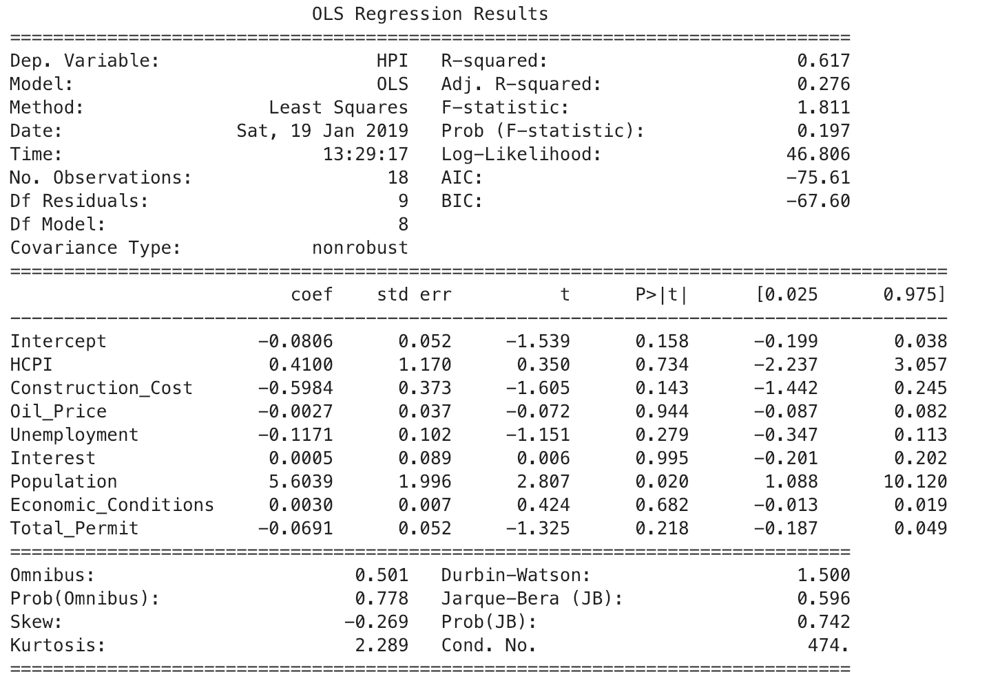 OLS Regression Results
==============================================================================
Dep. Variable:                    HPI   R-squared:                       0.617
Model:                            OLS   Adj. R-squared:                  0.276
Method:                 Least Squares   F-statistic:                     1.811
Date:                Sat, 19 Jan 2019   Prob (F-statistic):              0.197
Time:                        13:29:17   Log-Likelihood:                 46.806
No. Observations:                  18   AIC:                            -75.61
Df Residuals:                       9   BIC:                            -67.60
Df Model:                           8
Covariance Type:            nonrobust
=======================================================================================
                          coef    std err          t      P>|t|      [0.025      0.975]
---------------------------------------------------------------------------------------
Intercept              -0.0806      0.052     -1.539      0.158      -0.199       0.038
HCPI                    0.4100      1.170      0.350      0.734      -2.237       3.057
Construction_Cost      -0.5984      0.373     -1.605      0.143      -1.442       0.245
Oil_Price              -0.0027      0.037     -0.072      0.944      -0.087       0.082
Unemployment           -0.1171      0.102     -1.151      0.279      -0.347       0.113
Interest                0.0005      0.089      0.006      0.995      -0.201       0.202
Population              5.6039      1.996      2.807      0.020       1.088      10.120
Economic_Conditions     0.0030      0.007      0.424      0.682      -0.013       0.019
Total_Permit           -0.0691      0.052     -1.325      0.218      -0.187       0.049
==============================================================================
Omnibus:                        0.501   Durbin-Watson:                   1.500
Prob(Omnibus):                  0.778   Jarque-Bera (JB):                0.596
Skew:                          -0.269   Prob(JB):                        0.742
Kurtosis:                       2.289   Cond. No.                         474.
==============================================================================